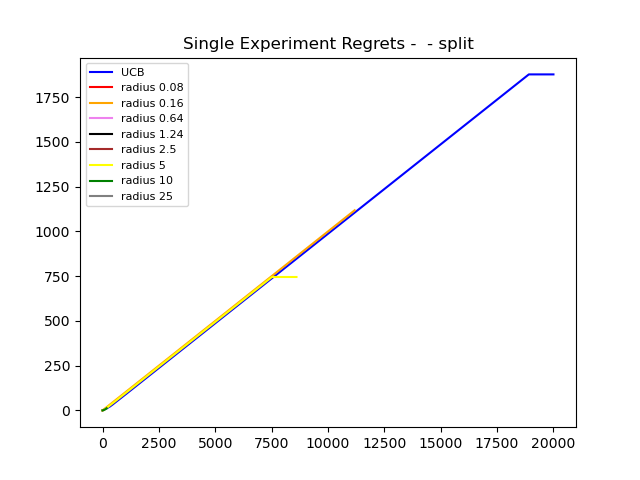 Single Experiment Regrets -  - split
UCB
radius 0.08
radius 0.16
radius 0.64
radius 1.24
radius 2.5
radius 5
radius 10
radius 25
1750
1500
1250
1000
750
500
250
0
0 2500 5000 7500 10000 12500 15000 17500 20000